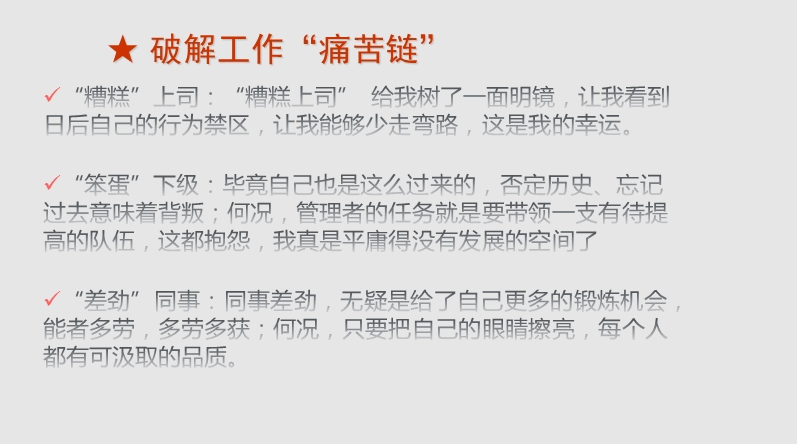 ★ 破解工作“痛苦链”
✓“糟糕”上司：“糟糕上司” 给我树了一面明镜，让我看到
日后自己的行为禁区，让我能够少走弯路，这是我的幸运。
✓“笨蛋”下级：毕竟自己也是这么过来的，否定历史、忘记
过去意味着背叛；何况，管理者的任务就是要带领一支有待提
高的队伍，这都抱怨，我真是平庸得没有发展的空间了
✓“差劲”同事：同事差劲，无疑是给了自己更多的锻炼机会，
能者多劳，多劳多获；何况，只要把自己的眼睛擦亮，每个人
都有可汲取的品质。